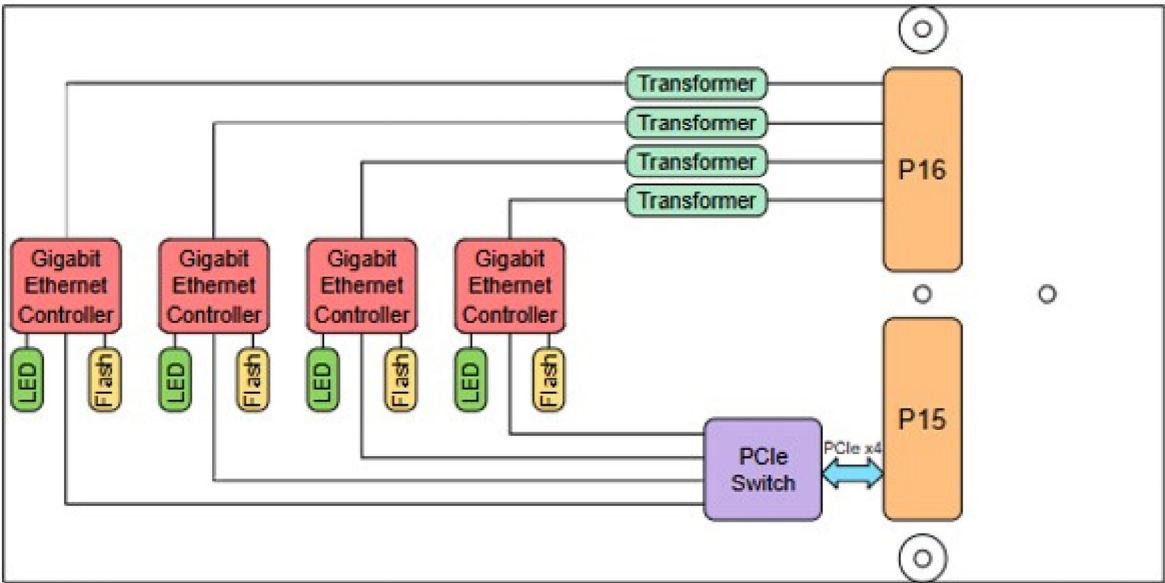 Transformer
Transformer
Transformer
Transformer
P16
Gigabit
Ethernet
Controller
Gigabit
Ethernet
Controller
Gigabit
Ethernet
Controller
Gigabit
Ethernet
Controller
LED
Flash
LED
Flash
LED
Flash
LED
Flash
PCIe
Switch
PCIe x4
P15